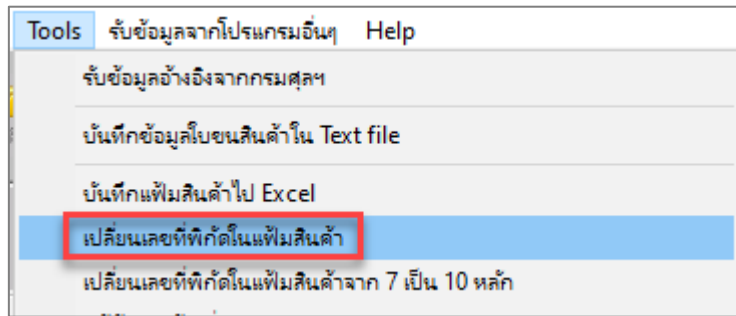 Tools รับข้อมูลจากโปรแกรมอื่นๆ Help
รับข้อมูลอ้างอิงจากกรมศุลฯ
บันทึกข้อมูลใบขนสินค้าใน Text file
บันทึกแฟ้มสินค้าไป Excel
เปลี่ยนเลขที่พิกัดในแฟ้มสินค้า
เปลี่ยนเลขที่พิกัดในแฟ้มสินค้าจาก 7 เป็น 10 หลัก